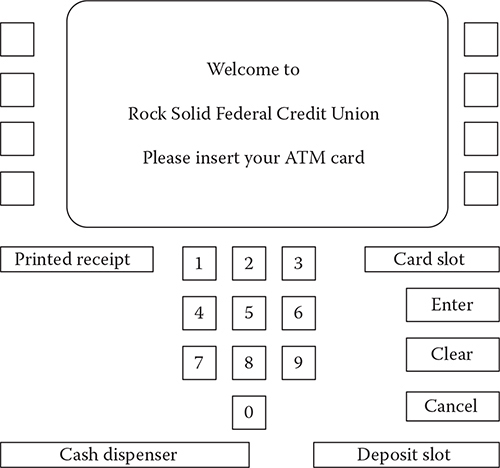 Welcome to
Rock Solid Federal Credit Union
Please insert your ATM card
Printed receipt
1 2 3
Card slot
4 5 6
Enter
7 8 9
Clear
0
Cancel
Cash dispenser
Deposit slot